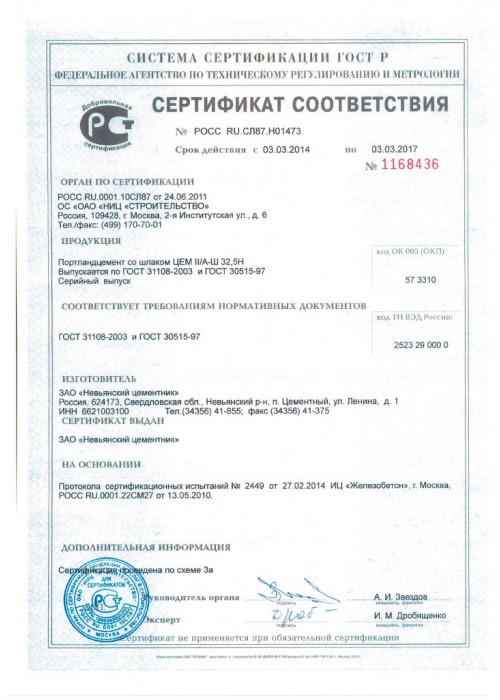 СИСТЕМА СЕРТИФИКАЦИИ ГОСТ Р
ФЕДЕРАЛЬНОЕ АГЕНТСТВО ПО ТЕХНИЧЕСКОМУ РЕГУЛИРОВАНИЮ И МЕТРОЛОГИИ
Добровольная
сертификация
СЕРТИФИКАТ СООТВЕТСТВИЯ
№ РОСС RU.СЛ87.Н01473
Срок действия с 03.03.2014 по 03.03.2017
№ 1168436
ОРГАН ПО СЕРТИФИКАЦИИ
РОСС RU.0001.10СЛ87 от 24.06.2011
ОС «ОАО «НИЦ «СТРОИТЕЛЬСТВО»
Россия, 109428, г. Москва, 2-я Институтская ул., д. 6
Тел./факс: (499) 170-70-01
ПРОДУКЦИЯ
Портландцемент со шлаком ЦЕМ II/А-Ш 32,5Н
Выпускается по ГОСТ 31108-2003 и ГОСТ 30515-97
Серийный выпуск
код ОК 005 (ОКП):
57 3310
СООТВЕТСТВУЕТ ТРЕБОВАНИЯМ НОРМАТИВНЫХ ДОКУМЕНТОВ
ГОСТ 31108-2003 и ГОСТ 30515-97
код ТН ВЭД России:
2523 29 000 0
ИЗГОТОВИТЕЛЬ
ЗАО «Невьянский цементник»
Россия, 624173, Свердловская обл., Невьянский р-н, п. Цементный, ул. Ленина, д. 1
ИНН 6621003100 Тел.(34356) 41-855; факс (34356) 41-375
СЕРТИФИКАТ ВЫДАН
ЗАО «Невьянский цементник»
НА ОСНОВАНИИ
Протокола сертификационных испытаний № 2449 от 27.02.2014 ИЦ «Железобетон», г. Москва,
РОСС RU.0001.22СМ27 от 13.05.2010.
ДОПОЛНИТЕЛЬНАЯ ИНФОРМАЦИЯ
Сертификация проведена по схеме 3а
ДЛЯ
СЕРТИФИКАТОВ
МОСКВА
Руководитель органа
подпись
А. И. Звездов
инициалы, фамилия
Эксперт
подпись
И. М. Дробященко
инициалы, фамилия
Сертификат не применяется при обязательной сертификации